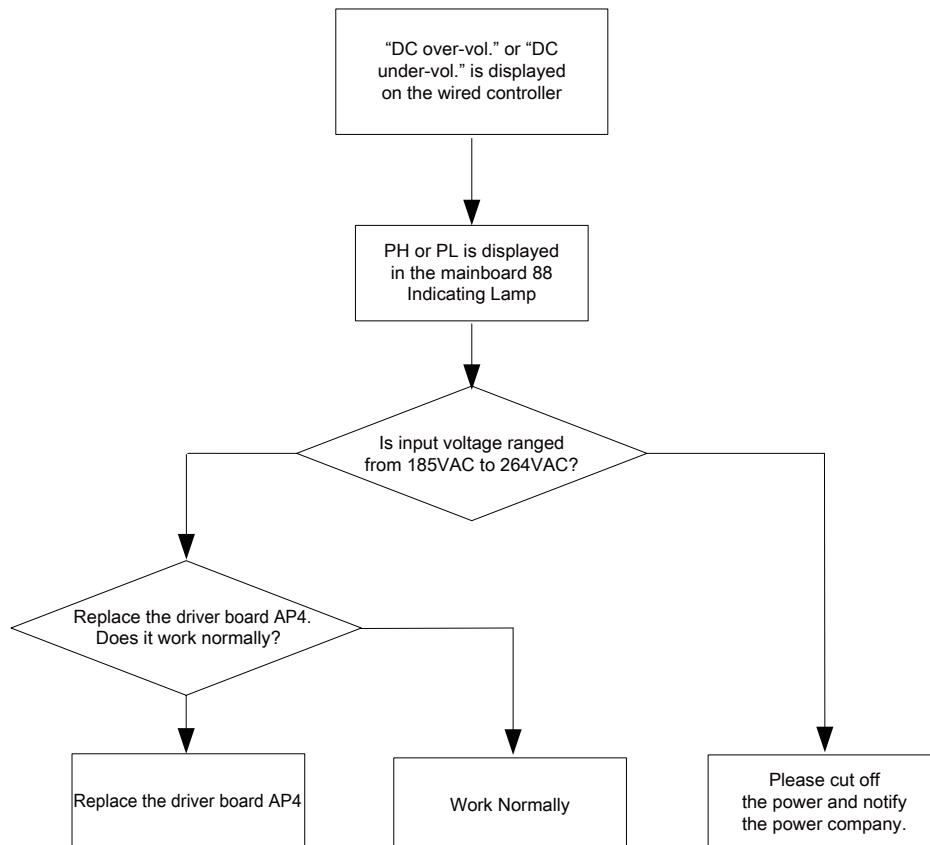 “DC over-vol.” or “DC
under-vol.” is displayed
on the wired controller
PH or PL is displayed
in the mainboard 88
Indicating Lamp
Is input voltage ranged
from 185VAC to 264VAC?
Replace the driver board AP4.
Does it work normally?
Replace the driver board AP4
Work Normally
Please cut off
the power and notify
the power company.